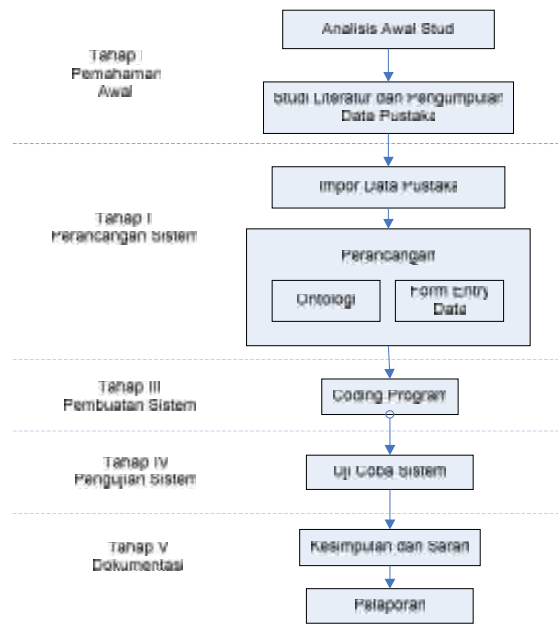 Analisis Awal Stud
Tahap I
Pemahaman
Awal
Studi Literatur dan Pengumpulan
Data Pustaka
Impor Data Pustaka
Tahap I
Perancangan Sistem
Perancangan
Ontologi
Form Entry
Data
Tahap III
Pembuatan Sistem
Coding Program
Tahap IV
Pengujian Sistem
Uji Coba Sistem
Tahap V
Dokumentasi
Kesimpulan dan Saran
Pelaporan